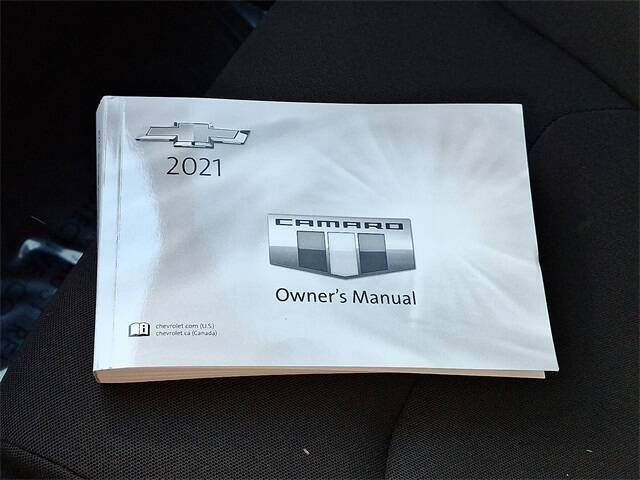 2021
CAMARO
Owner's Manual
chevrolet.com (U.S.)
chevrolet.ca (Canada)